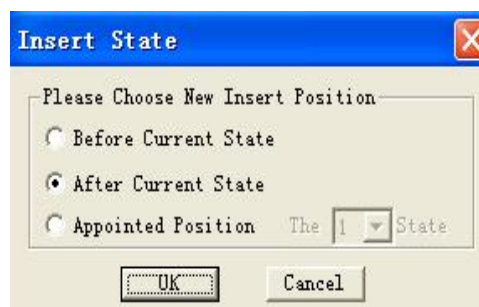 Insert State
Please Choose New Insert Position
Before Current State
After Current State
Appointed Position The 1 State
OK Cancel